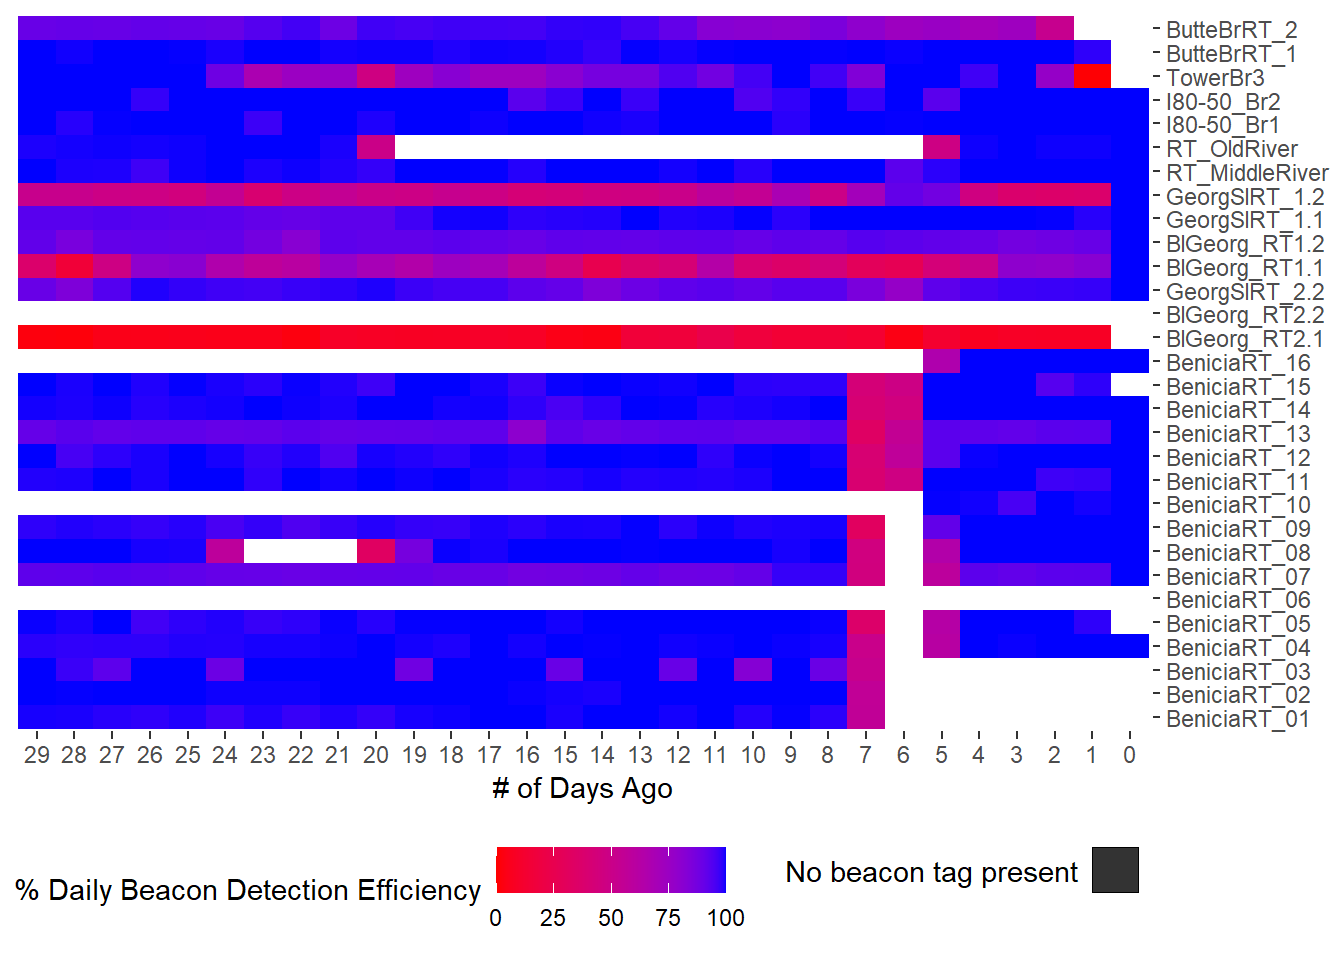 ButteBrRT_2
ButteBrRT_1
TowerBr3
I80-50_Br2
I80-50_Br1
RT_OldRiver
RT_MiddleRiver
GeorgSlRT_1.2
GeorgSlRT_1.1
BlGeorg_RT1.2
BlGeorg_RT1.1
GeorgSlRT_2.2
BlGeorg_RT2.2
BlGeorg_RT2.1
BeniciaRT_16
BeniciaRT_15
BeniciaRT_14
BeniciaRT_13
BeniciaRT_12
BeniciaRT_11
BeniciaRT_10
BeniciaRT_09
BeniciaRT_08
BeniciaRT_07
BeniciaRT_06
BeniciaRT_05
BeniciaRT_04
BeniciaRT_03
BeniciaRT_02
BeniciaRT_01
29 28 27 26 25 24 23 22 21 20 19 18 17 16 15 14 13 12 11 10 9 8 7 6 5 4 3 2 1 0
# of Days Ago
% Daily Beacon Detection Efficiency
0 25 50 75 100
No beacon tag present